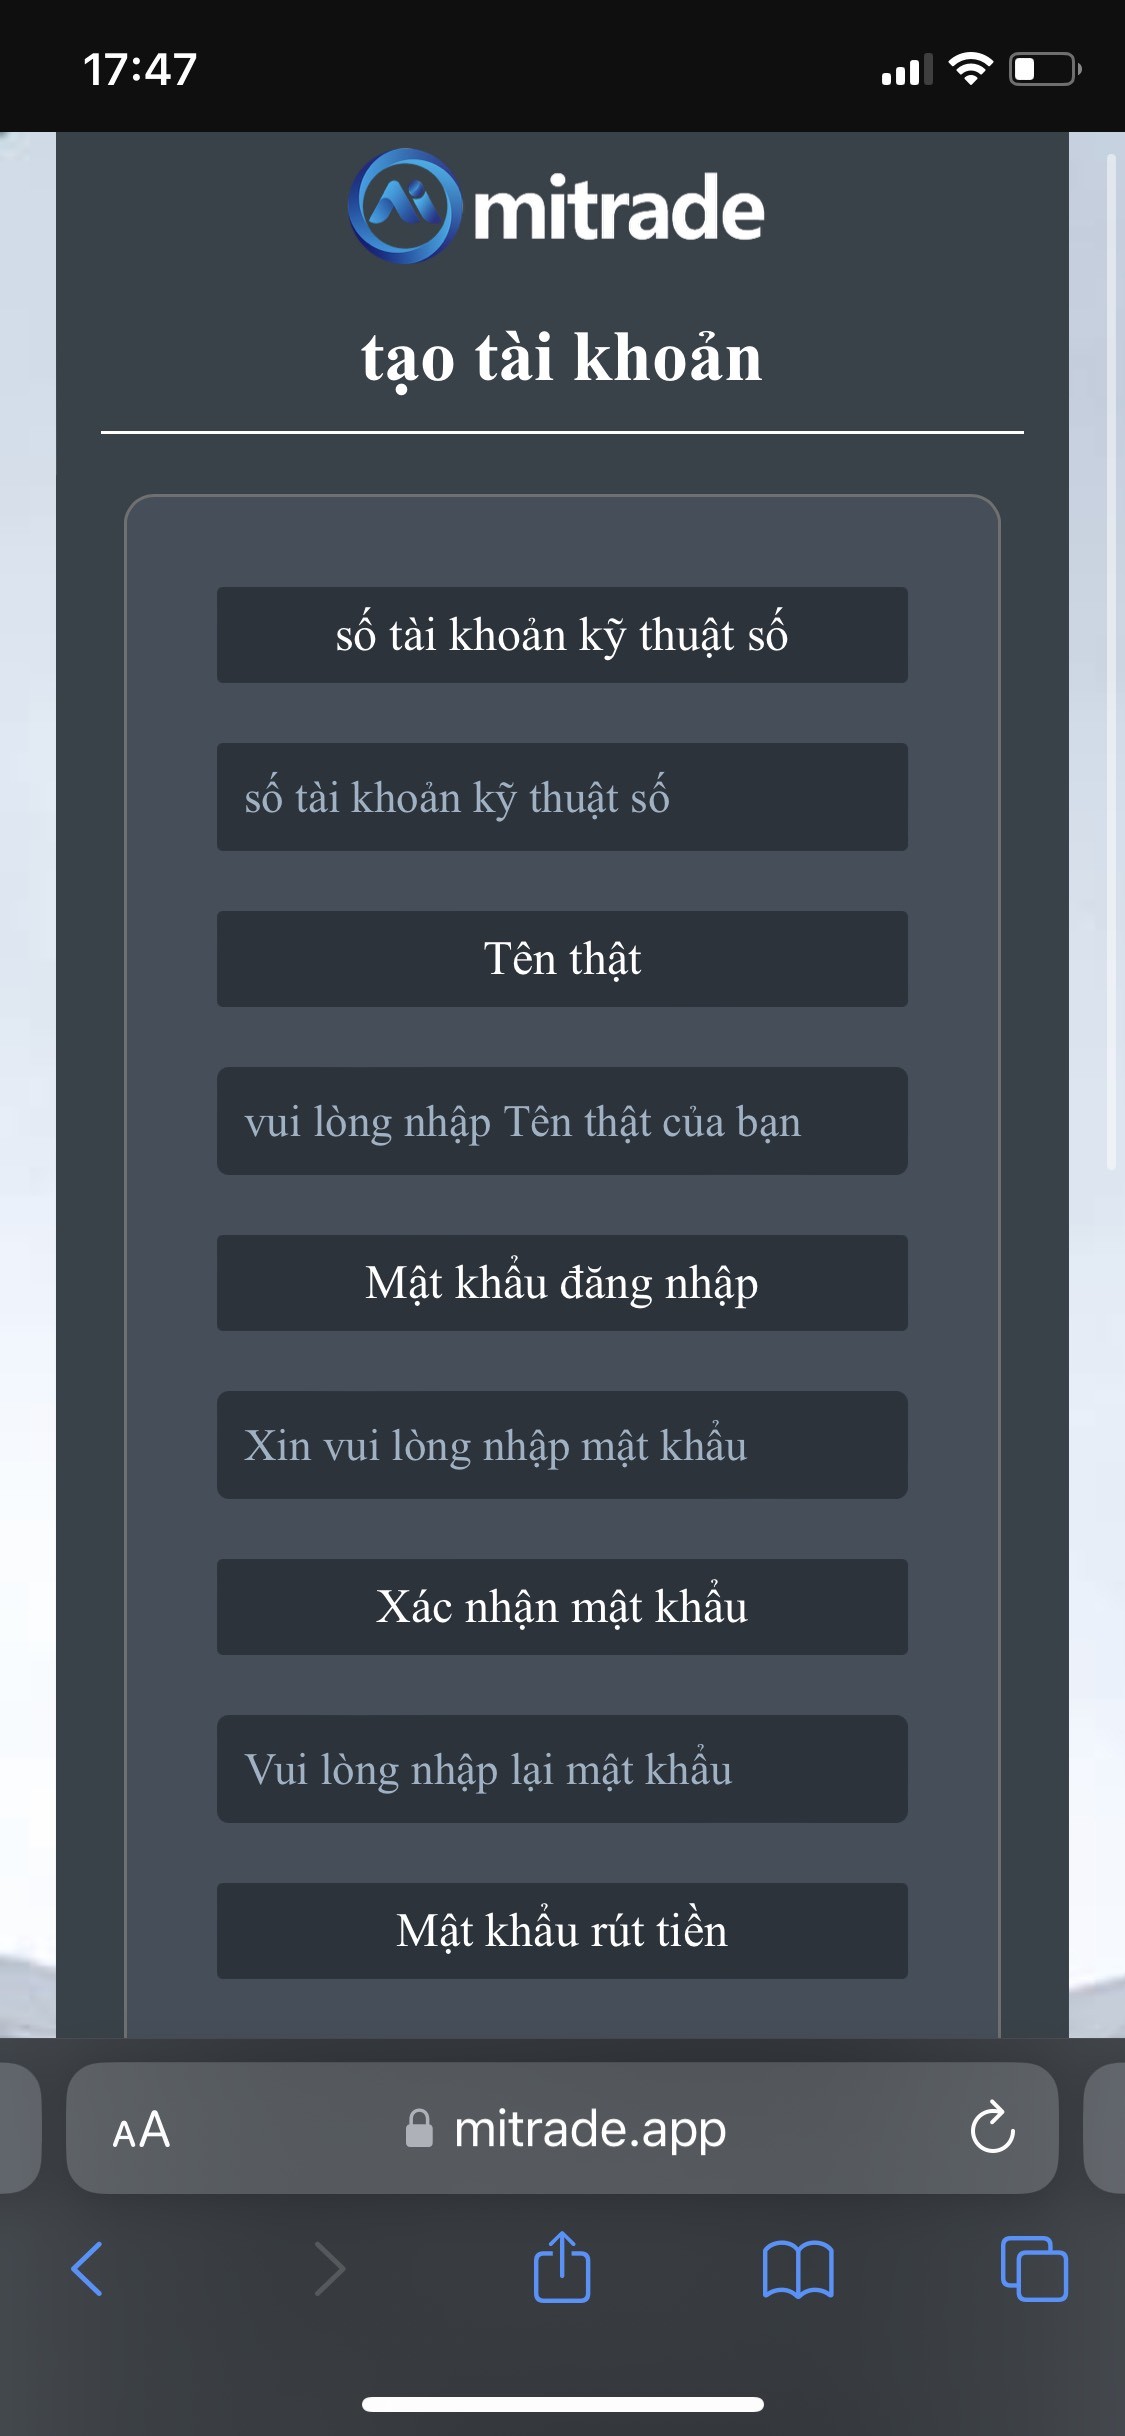 17:47
mitrade
tạo tài khoản
số tài khoản kỹ thuật số
số tài khoản kỹ thuật số
Tên thật
vui lòng nhập Tên thật của bạn
Mật khẩu đăng nhập
Xin vui lòng nhập mật khẩu
Xác nhận mật khẩu
Vui lòng nhập lại mật khẩu
Mật khẩu rút tiền
AA mitrade.app